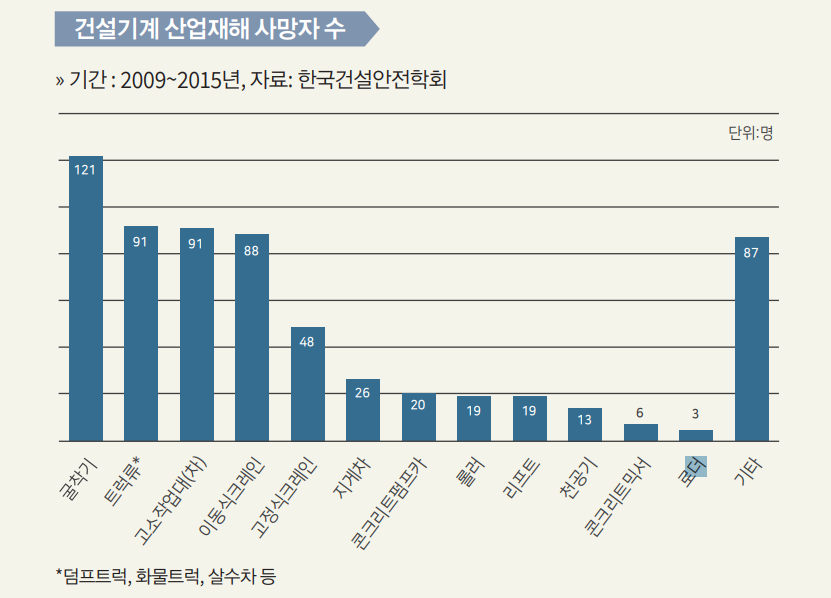 건설기계 산업재해 사망자 수
» 기간 : 2009~2015년, 자료: 한국건설안전학회
단위:명
121
91
91
88
48
26
20
19
19
13
6
3
87
굴착기
트럭류*
고소작업대(차)
이동식크레인
고정식크레인
지게차
콘크리트펌프카
롤러
리프트
천공기
콘크리트믹서
로더
기타
*덤프트럭, 화물트럭, 살수차 등